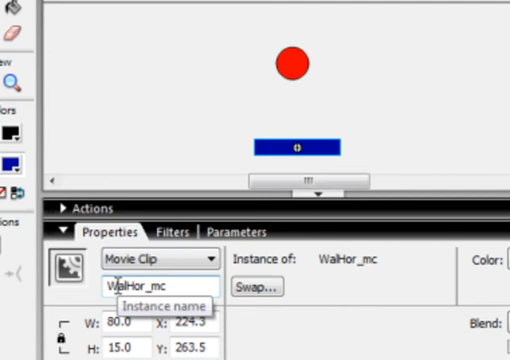 ew
ors
ions
Actions
Properties Filters Parameters
Movie Clip Instance of: WalHor_mc Color:
WalHor_mc Swap...
Instance name
W: 80.0 X: 224.3 Blend:
H: 15.0 Y: 263.5